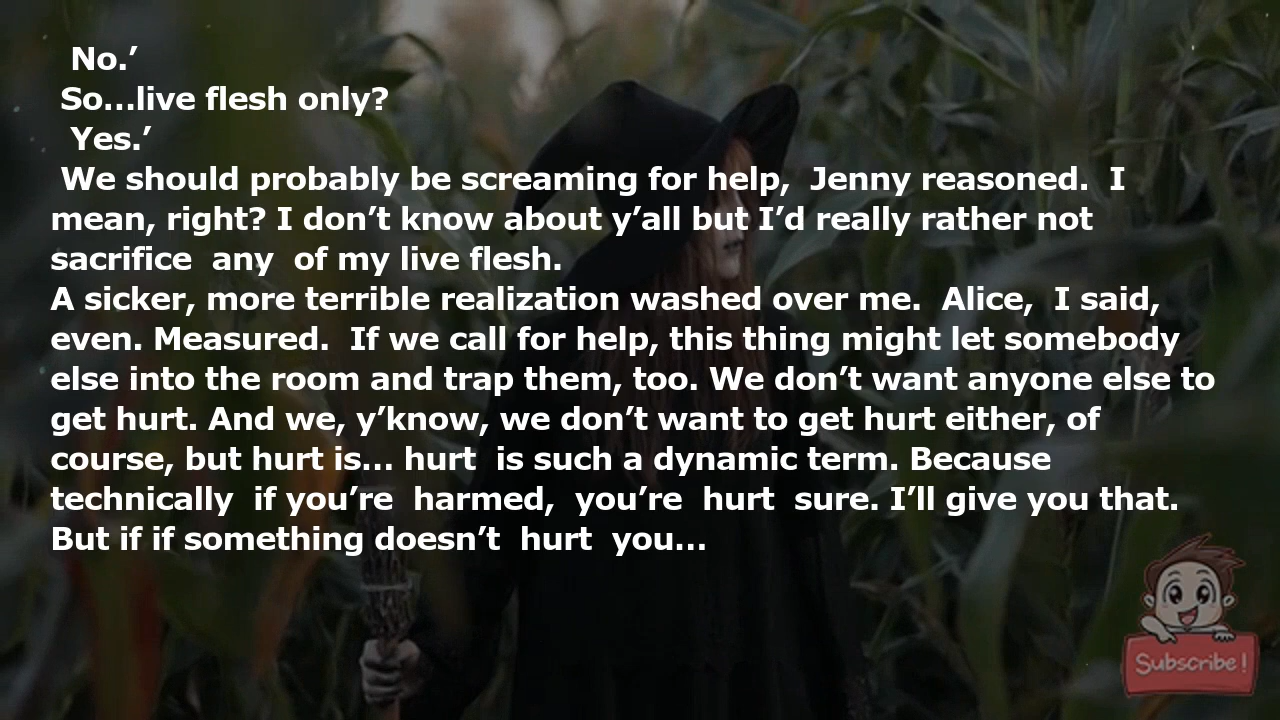 No.’
So...live flesh only?
Yes.’
We should probably be screaming for help, Jenny reasoned. I
mean, right? I don’t know about y’all but I’d really rather not
sacrifice any of my live flesh.
A sicker, more terrible realization washed over me. Alice, I said,
even. Measured. If we call for help, this thing might let somebody
else into the room and trap them, too. We don’t want anyone else to
get hurt. And we, y’know, we don’t want to get hurt either, of
course, but hurt is... hurt is such a dynamic term. Because
technically if you’re harmed, you’re hurt sure. I’ll give you that.
But if if something doesn’t hurt you...
Subscribe!